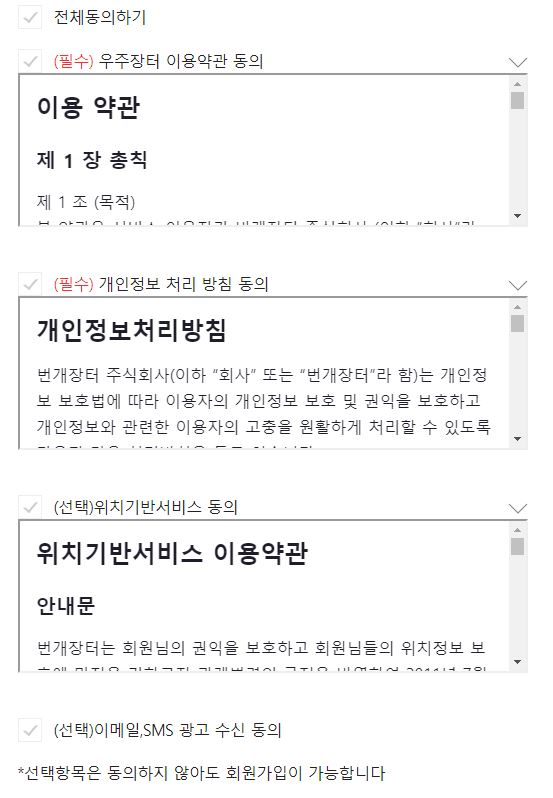 전체동의하기
(필수) 우주장터 이용약관 동의
이용 약관
제 1 장 총칙
제 1 조 (목적)
(필수) 개인정보 처리 방침 동의
개인정보처리방침
번개장터 주식회사(이하 “회사” 또는 “번개장터”라 함)는 개인정
보 보호법에 따라 이용자의 개인정보 보호 및 권익을 보호하고
개인정보와 관련한 이용자의 고충을 원활하게 처리할 수 있도록
(선택)위치기반서비스 동의
위치기반서비스 이용약관
안내문
번개장터는 회원님의 권익을 보호하고 회원님들의 위치정보 보
(선택)이메일,SMS 광고 수신 동의
*선택항목은 동의하지 않아도 회원가입이 가능합니다